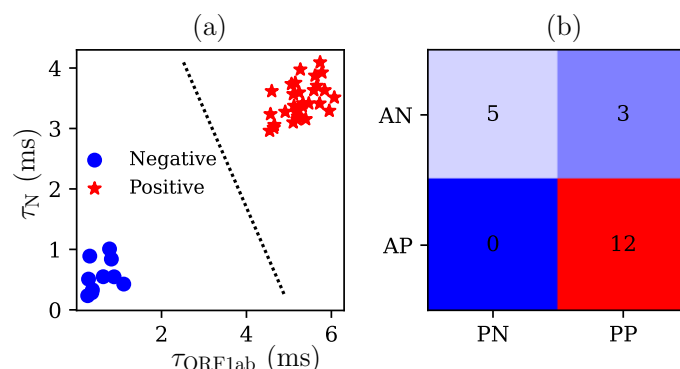 (a)
(b)
4
3
2
1
0
τN (ms)
Negative
Positive
2
4
6
τORF1ab (ms)
AN
AP
5
3
0
12
PN
PP